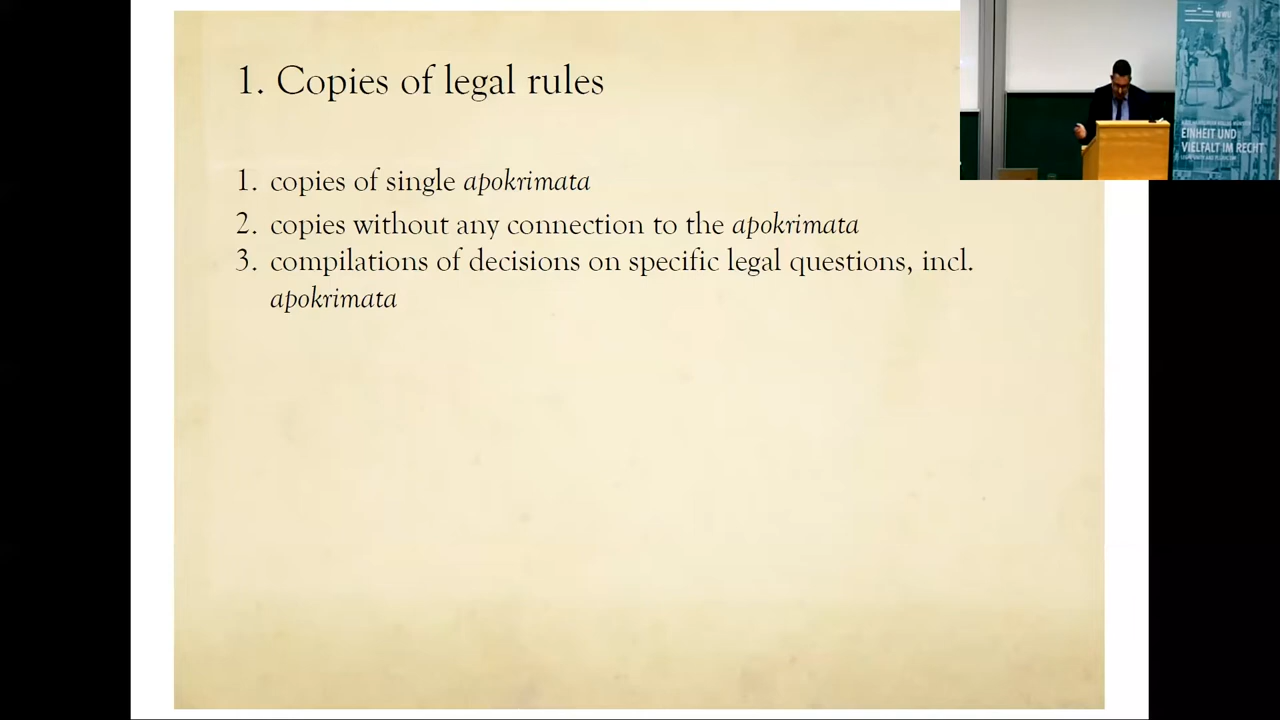 1. Copies of legal rules
1. copies of single apokrimata
2. copies without any connection to the apokrimata
3. compilations of decisions on specific legal questions, incl.
apokrimata
WWU
EINHEIT UND
VIELFALT IM RECHT